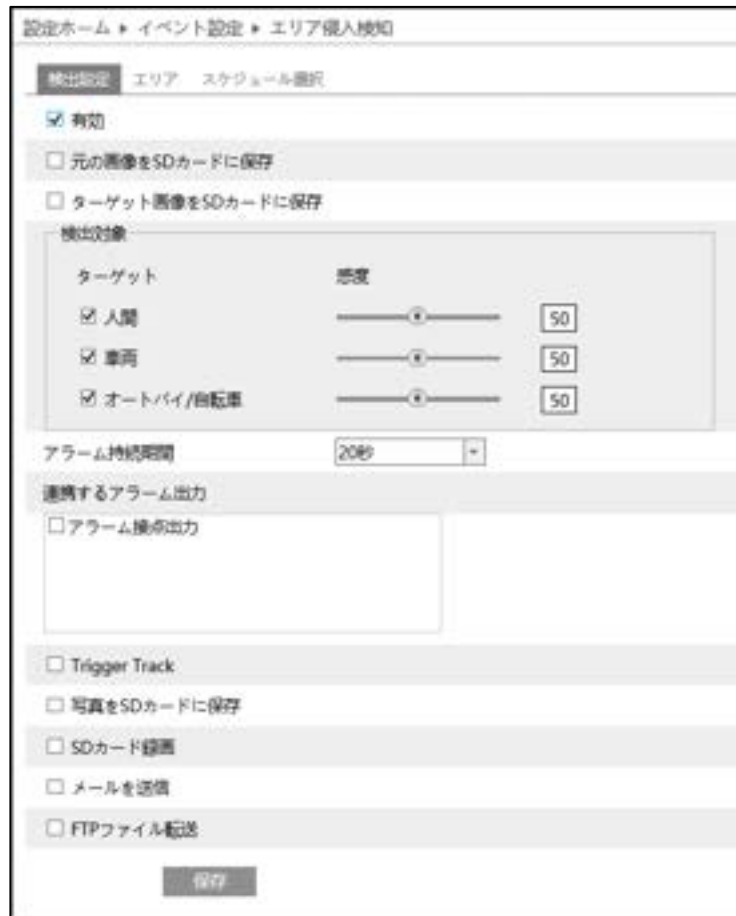 設定ホーム ▶ イベント設定 ▶ エリア侵入検知
検出設定 エリア スケジュール選択
有効
元の画像をSDカードに保存
ターゲット画像をSDカードに保存
検出対象
ターゲット 感度
人間 50
車両 50
オートバイ/自転車 50
アラーム持続期間 20秒
連携するアラーム出力
アラーム接点出力
Trigger Track
写真をSDカードに保存
SDカード録画
メールを送信
FTPファイル転送
保存